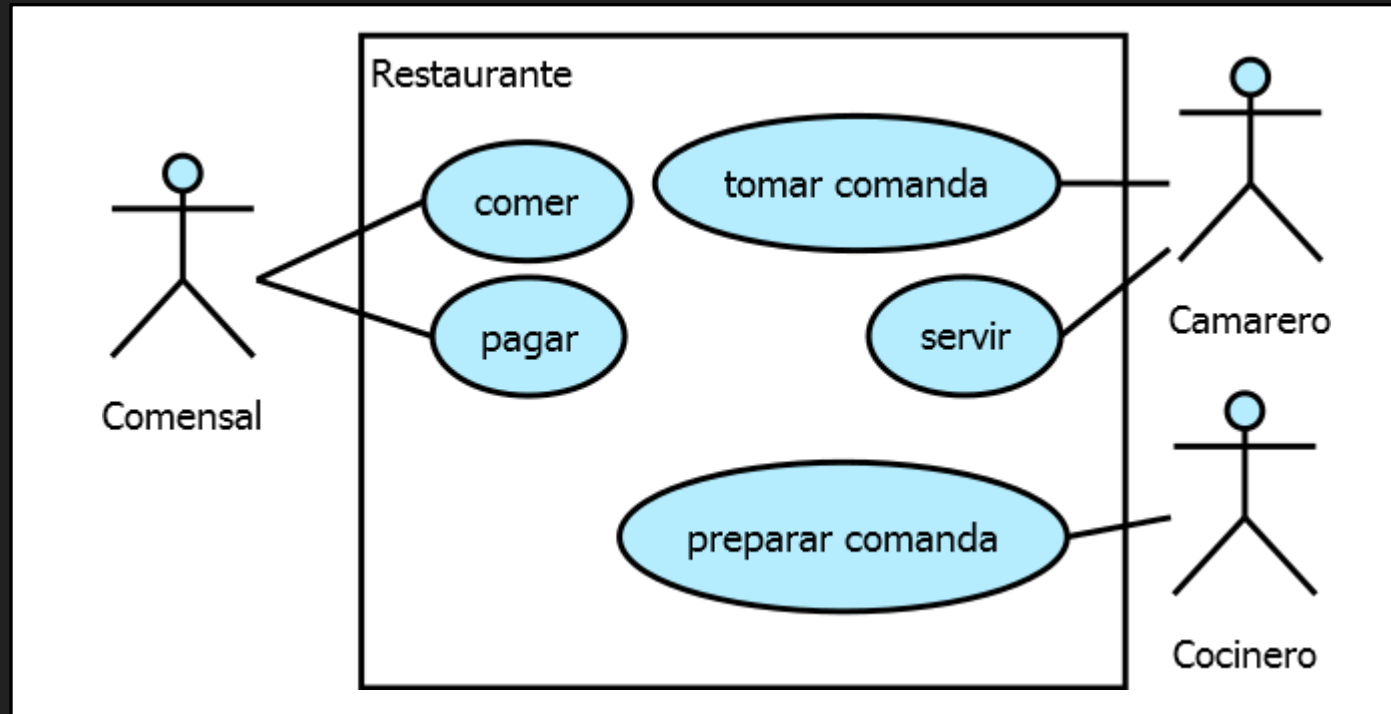 Restaurante
comer
tomar comanda
pagar
servir
Camarero
Comensal
preparar comanda
Cocinero